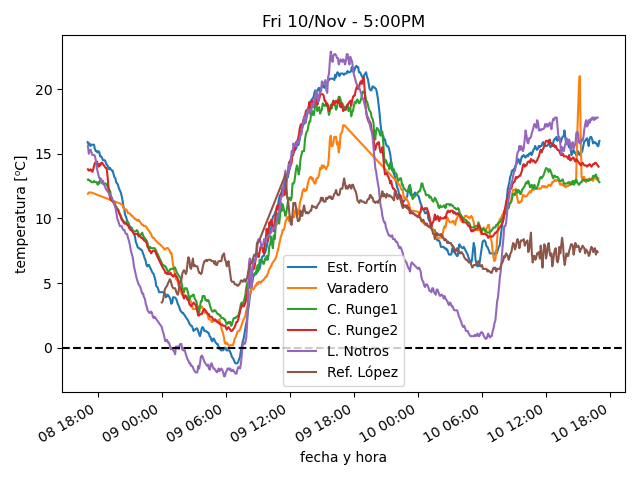 Fri 10/Nov - 5:00PM
temperatura [ºC]
20
15
10
5
0
Est. Fortín
Varadero
C. Runge1
C. Runge2
L. Notros
Ref. López
08 18:00
09 00:00
09 06:00
09 12:00
09 18:00
10 00:00
10 06:00
10 12:00
10 18:00
fecha y hora